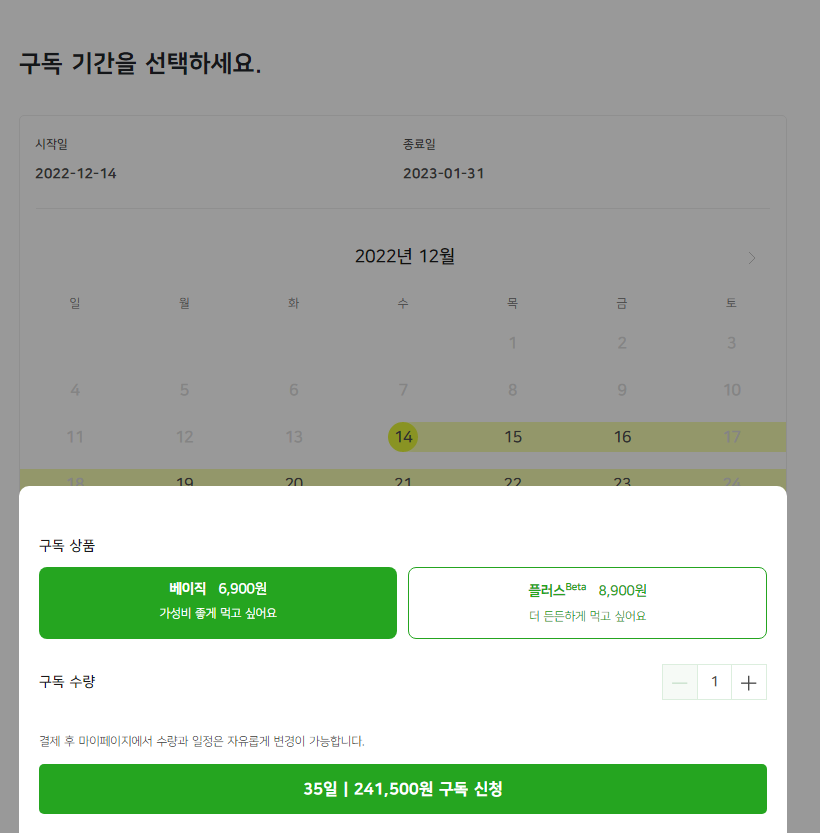 구독 기간을 선택하세요.
시작일 종료일
2022-12-14 2023-01-31
2022년 12월
일 월 화 수 목 금 토
1 2 3
4 5 6 7 8 9 10
11 12 13 14 15 16 17
18 19 20 21 22 23 24
구독 상품
베이직 6,900원
가성비 좋게 먹고 싶어요
플러스Beta 8,900원
더 든든하게 먹고 싶어요
구독 수량
1
결제 후 마이페이지에서 수량과 일정은 자유롭게 변경이 가능합니다.
35일 | 241,500원 구독 신청